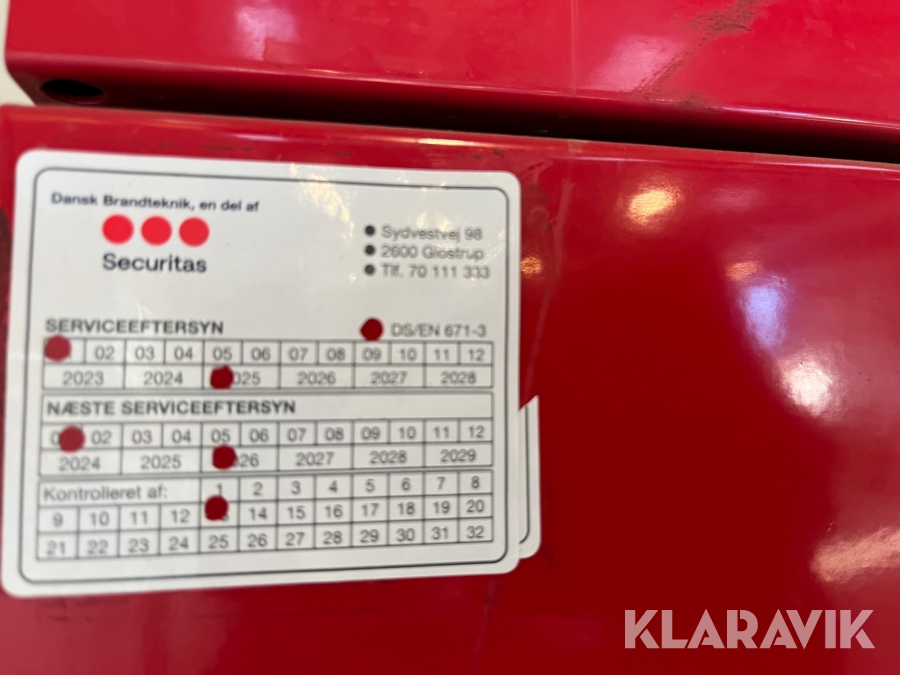 Dansk Brandteknik, en del af
Securitas
Sydvestvej 98
2600 Glostrup
Tlf. 70 111 333
SERVICEEFTERSYN DS/EN 671-3
02 03 04 05 06 07 08 09 10 11 12
2023 2024 2026 2027 2028
NÆSTE SERVICEEFTERSYN
02 03 04 05 06 07 08 09 10 11 12
2024 2025 2027 2028 2029
Kontrolleret af: 1 2 3 4 5 6 7 8
9 10 11 12 14 15 16 17 18 19 20
21 22 23 24 25 26 27 28 29 30 31 32
KLARAVIK